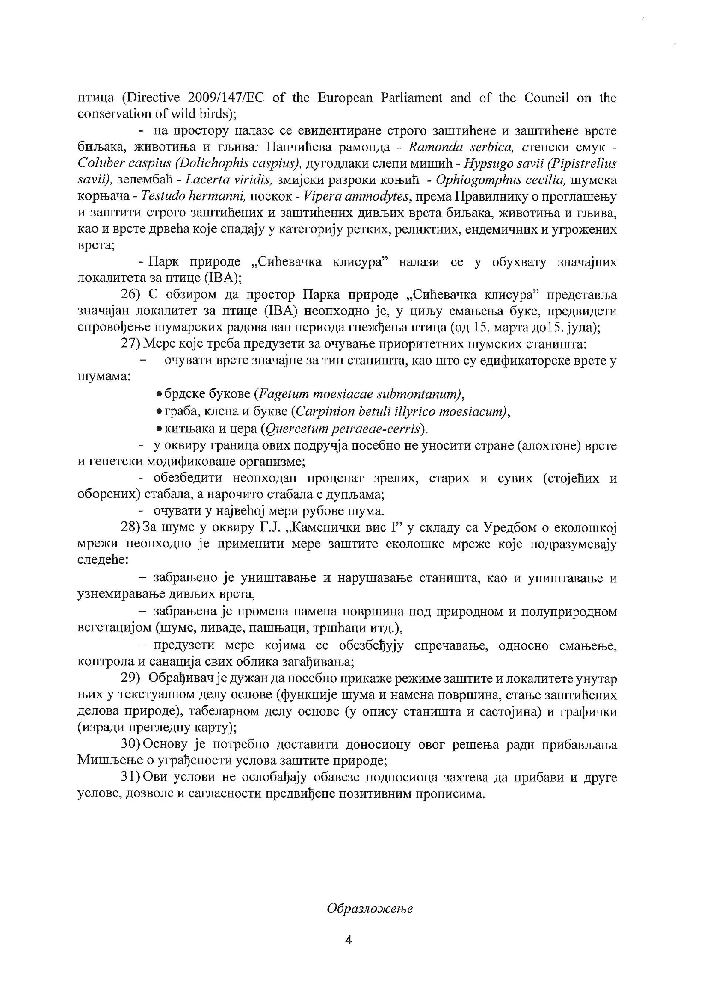 птица (Directive 2009/147/EC of the European Parliament and of the Council on the
conservation of wild birds);
- на простору налазе се евидентиране строго заштићене и заштићене врсте
биљака, животиња и гљива: Панчићева рамонда - Ramonda serbica, степски смук -
Coluber caspius (Dolichophis caspius), дугодлаки слепи мишић - Hypsugo savii (Pipistrellus
savii), зелембаћ - Lacerta viridis, змијски разроки коњић - Ophiogomphus cecilia, шумска
корњача - Testudo hermanni, поскок - Vipera ammodytes, према Правилнику о проглашењу
и заштити строго заштићених и заштићених дивљих врста биљака, животиња и гљива,
као и врсте дрвећа које спадају у категорију ретких, реликтних, ендемичних и угрожених
врста;
- Парк природе „Сићевачка клисура” налази се у обухвату значајних
локалитета за птице (IBA);
26) С обзиром да простор Парка природе „Сићевачка клисура” представља
значајан локалитет за птице (IBA) неопходно је, у циљу смањења буке, предвидети
спровођење шумарских радова ван периода гнежђења птица (од 15. марта до15. јула);
27) Мере које треба предузети за очување приоритетних шумских станишта:
– очувати врсте значајне за тип станишта, као што су едификаторске врсте у
шумама:
• брдске букове (Fagetum moesiacae submontanum),
• граба, клена и букве (Carpinion betuli illyrico moesiacum),
• китњака и цера (Quercetum petraeae-cerris).
- у оквиру граница ових подручја посебно не уносити стране (алохтоне) врсте
и генетски модификоване организме;
- обезбедити неопходан проценат зрелих, старих и сувих (стојећих и
оборених) стабала, а нарочито стабала с дупљама;
- очувати у највећој мери рубове шума.
28) За шуме у оквиру Г.Ј. „Каменички вис I” у складу са Уредбом о еколошкој
мрежи неопходно је применити мере заштите еколошке мреже које подразумевају
следеће:
– забрањено је уништавање и нарушавање станишта, као и уништавање и
узнемиравање дивљих врста,
– забрањена је промена намена површина под природном и полуприродном
вегетацијом (шуме, ливаде, пашњаци, тршћаци итд.),
– предузети мере којима се обезбеђују спречавање, односно смањење,
контрола и санација свих облика загађивања;
29) Обрађивач је дужан да посебно прикаже режиме заштите и локалитете унутар
њих у текстуалном делу основе (функције шума и намена површина, стање заштићених
делова природе), табеларном делу основе (у опису станишта и састојина) и графички
(изради прегледну карту);
30) Основу је потребно доставити доносиоцу овог решења ради прибављања
Мишљење о уграђености услова заштите природе;
31) Ови услови не ослобађају обавезе подносиоца захтева да прибави и друге
услове, дозволе и сагласности предвиђене позитивним прописима.
Образложење
4